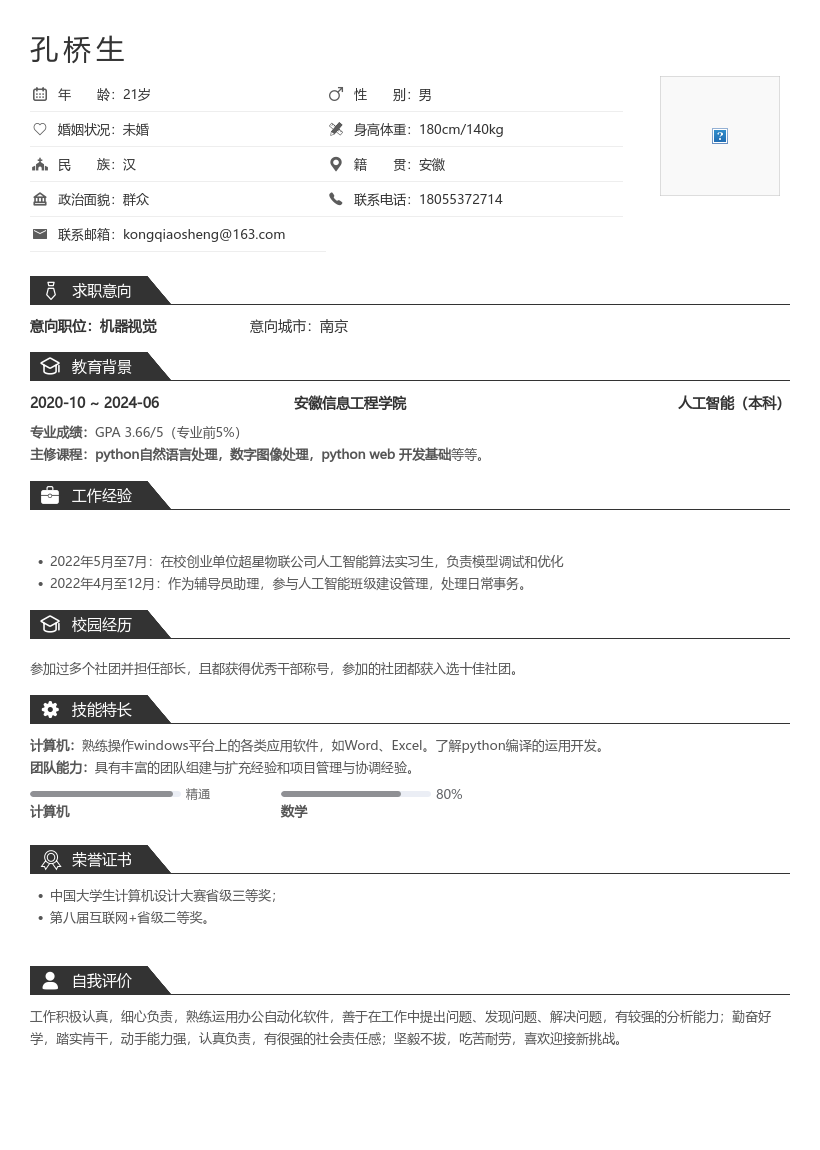 孔桥生
年 龄：21岁 性 别：男
婚姻状况：未婚 身高体重：180cm/140kg
民 族：汉 籍 贯：安徽
政治面貌：群众 联系电话：18055372714
联系邮箱：kongqiaosheng@163.com
求职意向
意向职位：机器视觉 意向城市：南京
教育背景
2020-10 ~ 2024-06 安徽信息工程学院 人工智能（本科）
专业成绩：GPA 3.66/5（专业前5%）
主修课程：python自然语言处理，数字图像处理，python web 开发基础等等。
工作经验
• 2022年5月至7月：在校创业单位超星物联公司人工智能算法实习生，负责模型调试和优化
• 2022年4月至12月：作为辅导员助理，参与人工智能班级建设管理，处理日常事务。
校园经历
参加过多个社团并担任部长，且都获得优秀干部称号，参加的社团都获入选十佳社团。
技能特长
计算机：熟练操作windows平台上的各类应用软件，如Word、Excel。了解python编译的运用开发。
团队能力：具有丰富的团队组建与扩充经验和项目管理与协调经验。
精通 80%
计算机 数学
荣誉证书
• 中国大学生计算机设计大赛省级三等奖；
• 第八届互联网+省级二等奖。
自我评价
工作积极认真，细心负责，熟练运用办公自动化软件，善于在工作中提出问题、发现问题、解决问题，有较强的分析能力；勤奋好
学，踏实肯干，动手能力强，认真负责，有很强的社会责任感；坚毅不拔，吃苦耐劳，喜欢迎接新挑战。